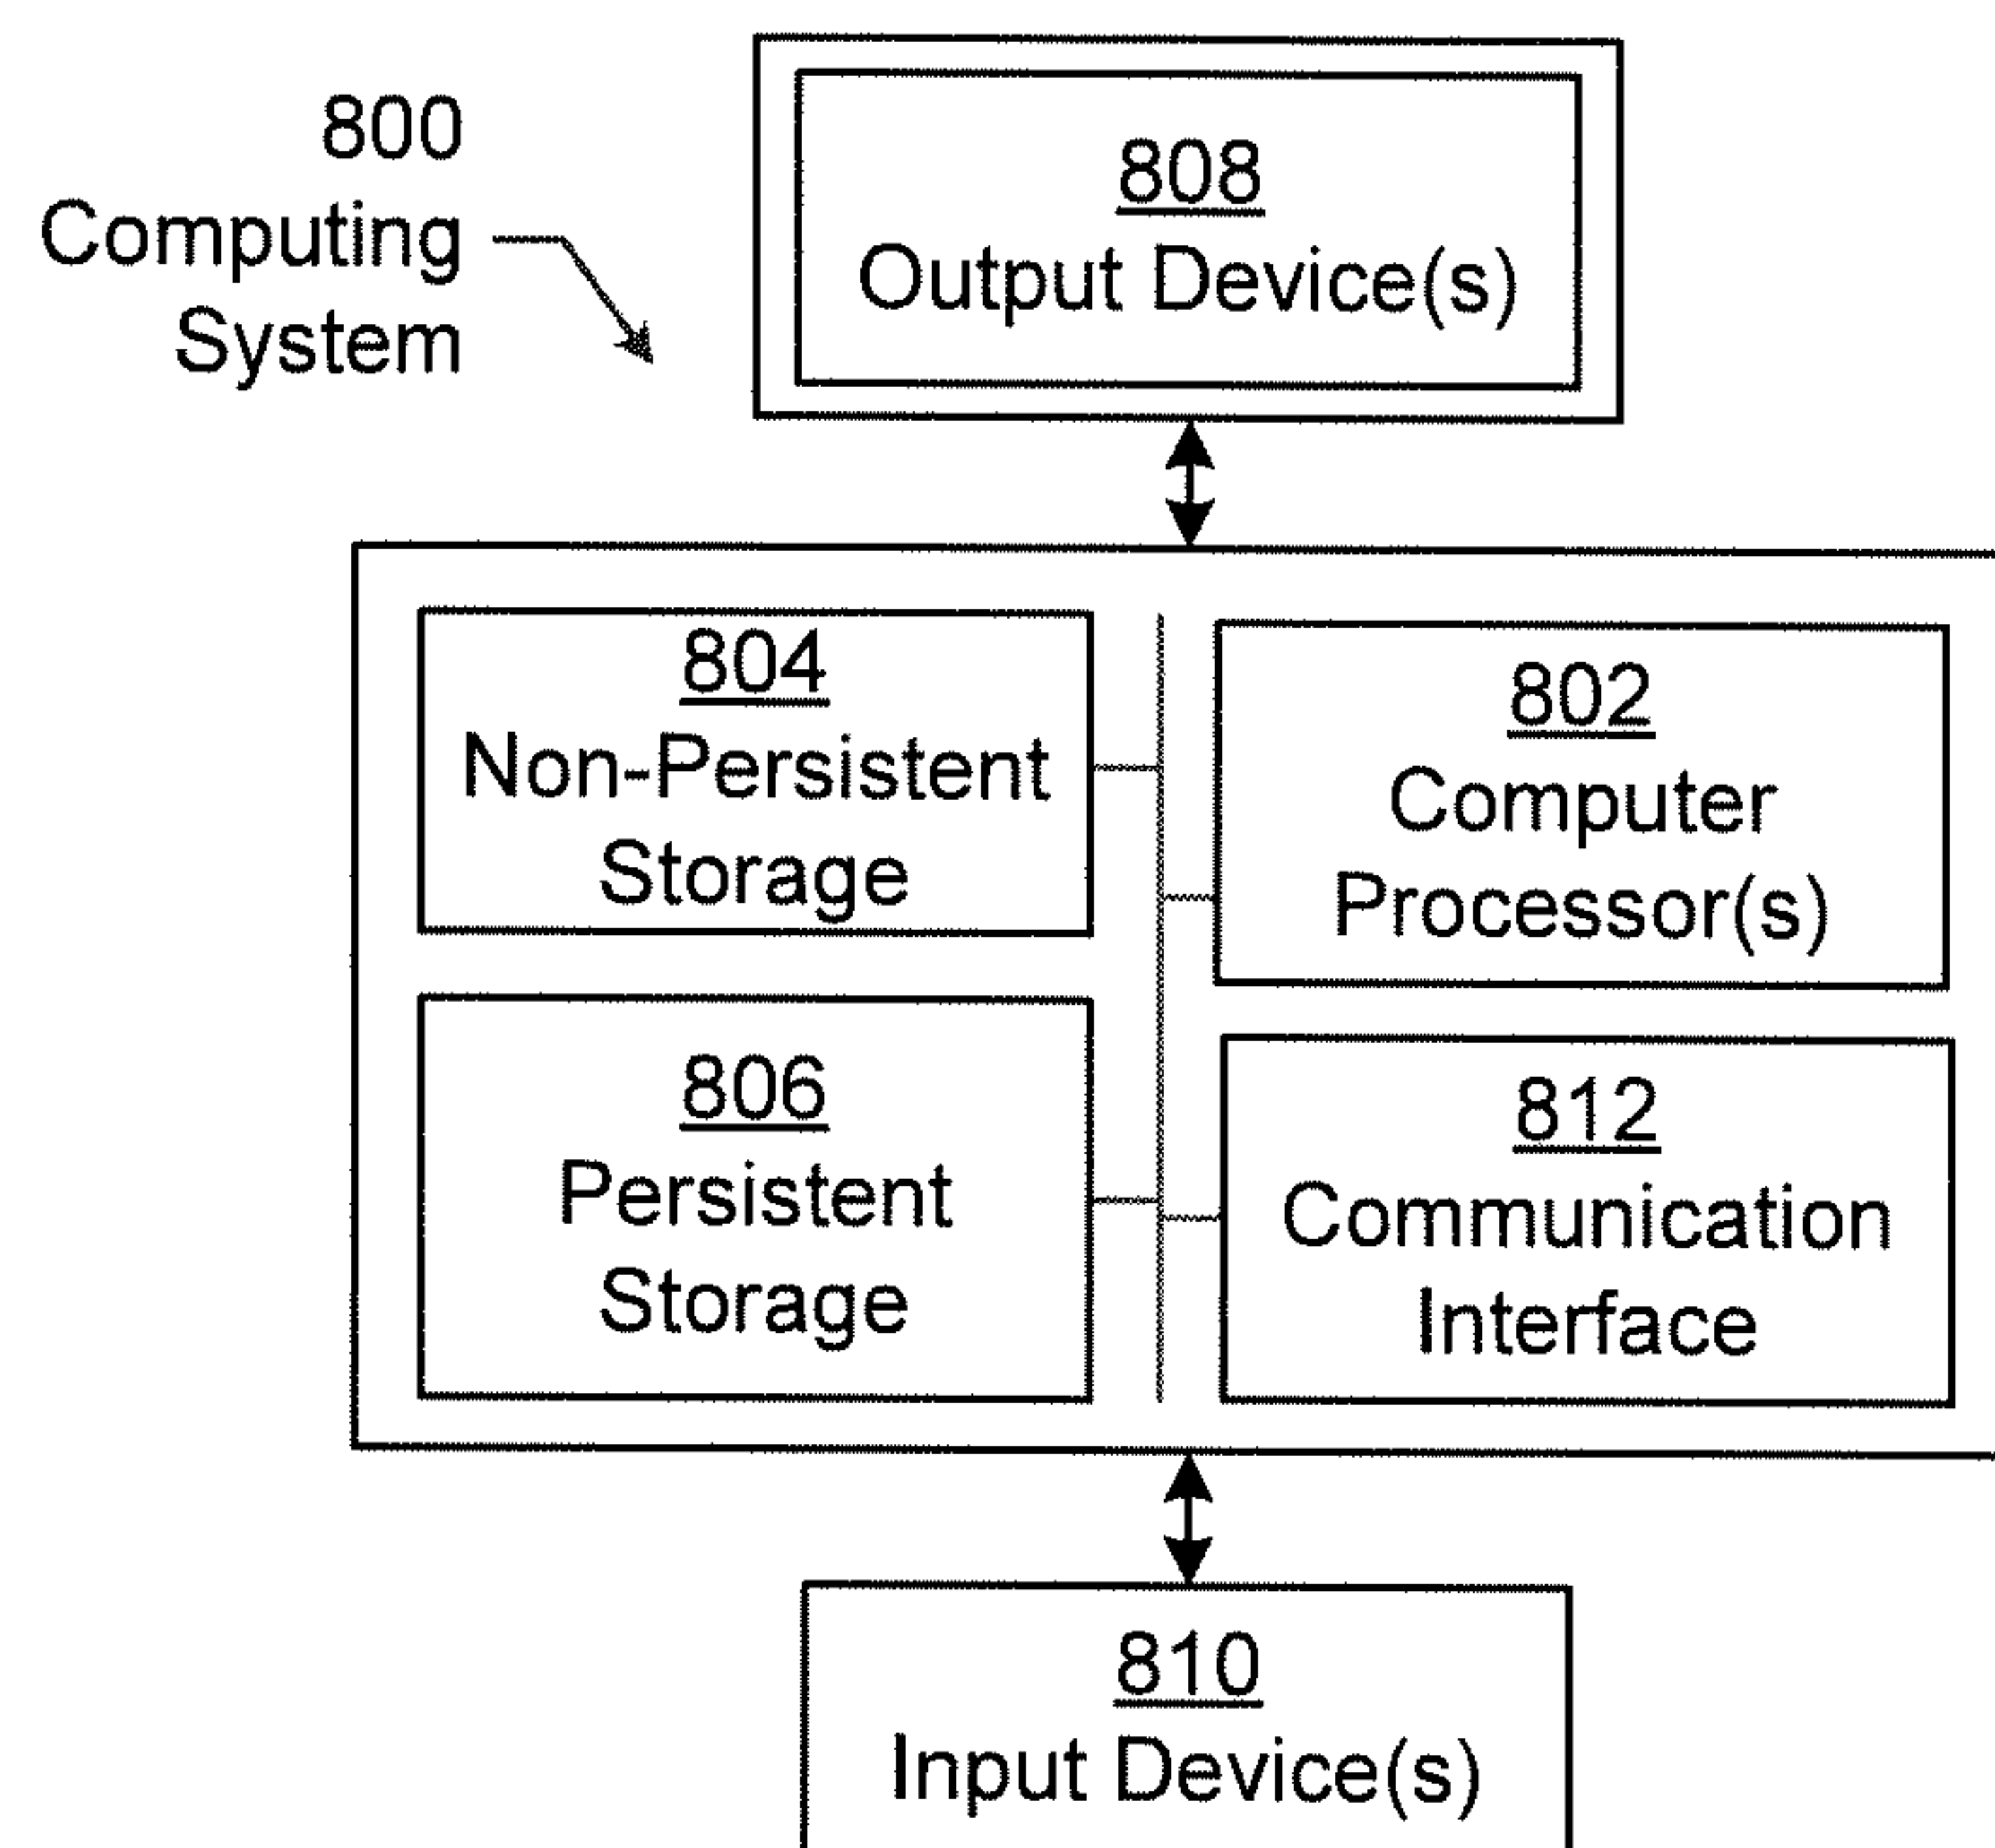 800
Computing
System
808
Output Device(s)
804
Non-Persistent
Storage
802
Computer
Processor(s)
806
Persistent
Storage
812
Communication
Interface
810
Input Device(s)